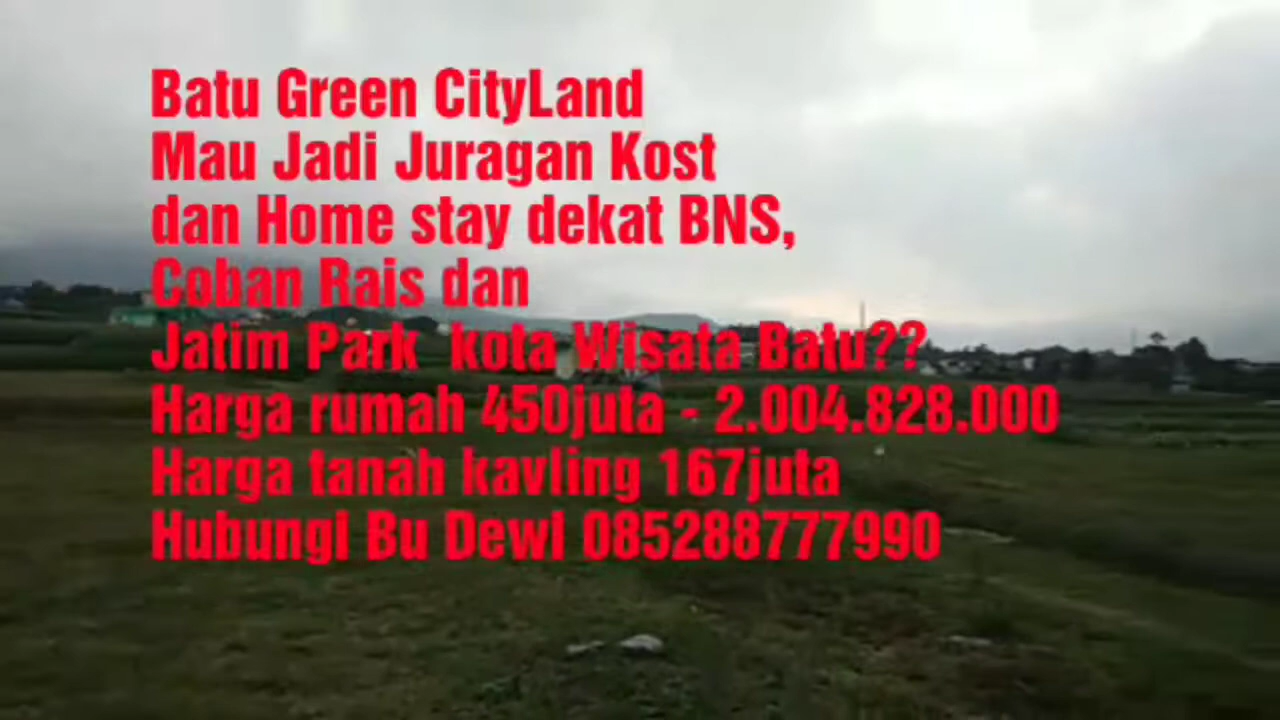 Batu Green CityLand
Mau Jadi Juragan Kost
dan Home stay dekat BNS,
Coban Rais dan
Jatim Park kota Wisata Batu??
Harga rumah 450juta - 2.004.828.000
Harga tanah kavling 167juta
Hubungi Bu Dewi 085288777990